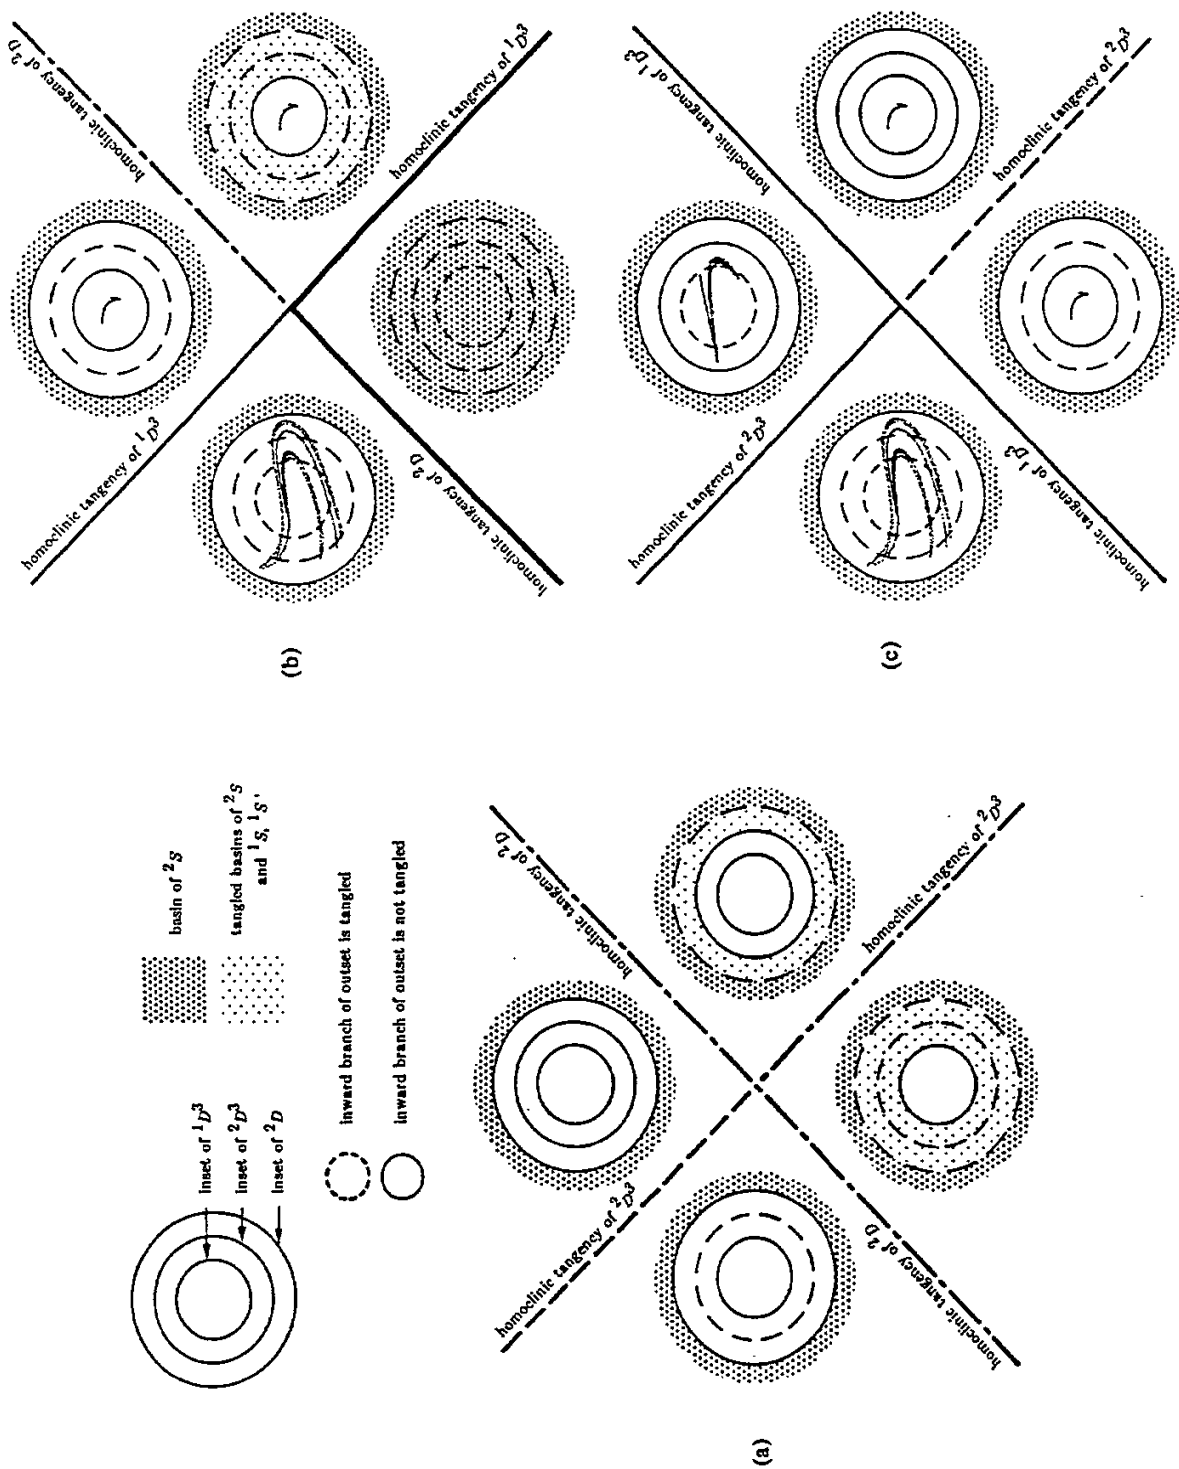 inset of ¹D³
inset of ²D³
inset of ²D
basin of ²S
tangled basins of ²S
and ¹S, ¹S'
inward branch of outset is tangled
inward branch of outset is not tangled
(a)
homoclinic tangency of ²D³
homoclinic tangency of ²D
homoclinic tangency of ²D
homoclinic tangency of ²D³
(b)
homoclinic tangency of ¹D³
homoclinic tangency of ²D
homoclinic tangency of ²D
homoclinic tangency of ¹D³
(c)
homoclinic tangency of ²D³
homoclinic tangency of ¹D³
homoclinic tangency of ¹D³
homoclinic tangency of ²D³